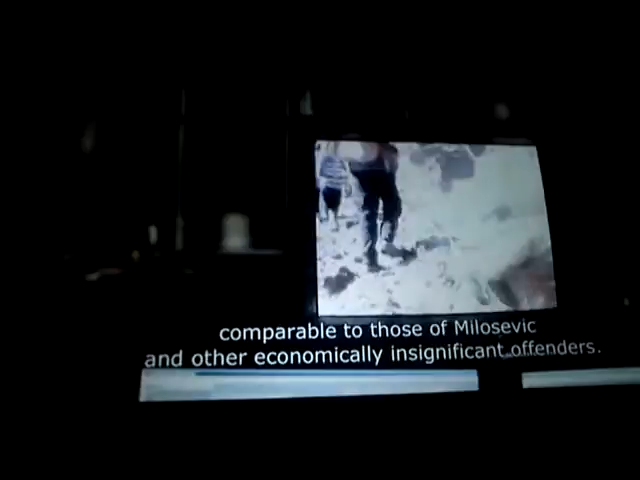 comparable to those of Milosevic
and other economically insignificant offenders.